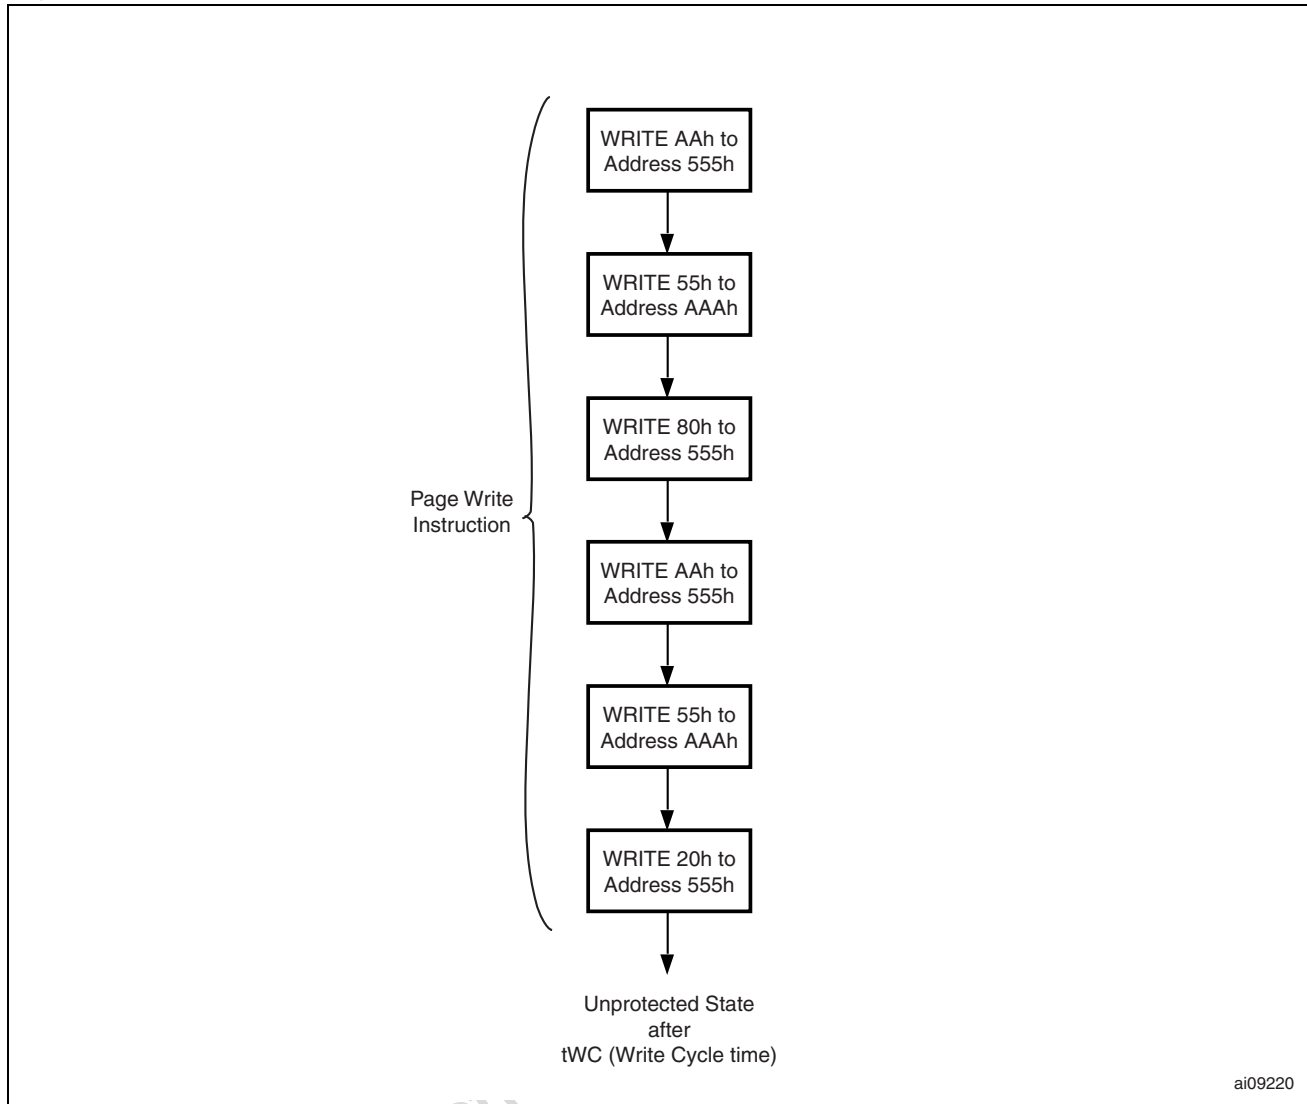 WRITE AAh to
Address 555h
WRITE 55h to
Address AAAh
WRITE 80h to
Address 555h
Page Write
Instruction
WRITE AAh to
Address 555h
WRITE 55h to
Address AAAh
WRITE 20h to
Address 555h
Unprotected State
after
tWC (Write Cycle time)
ai09220